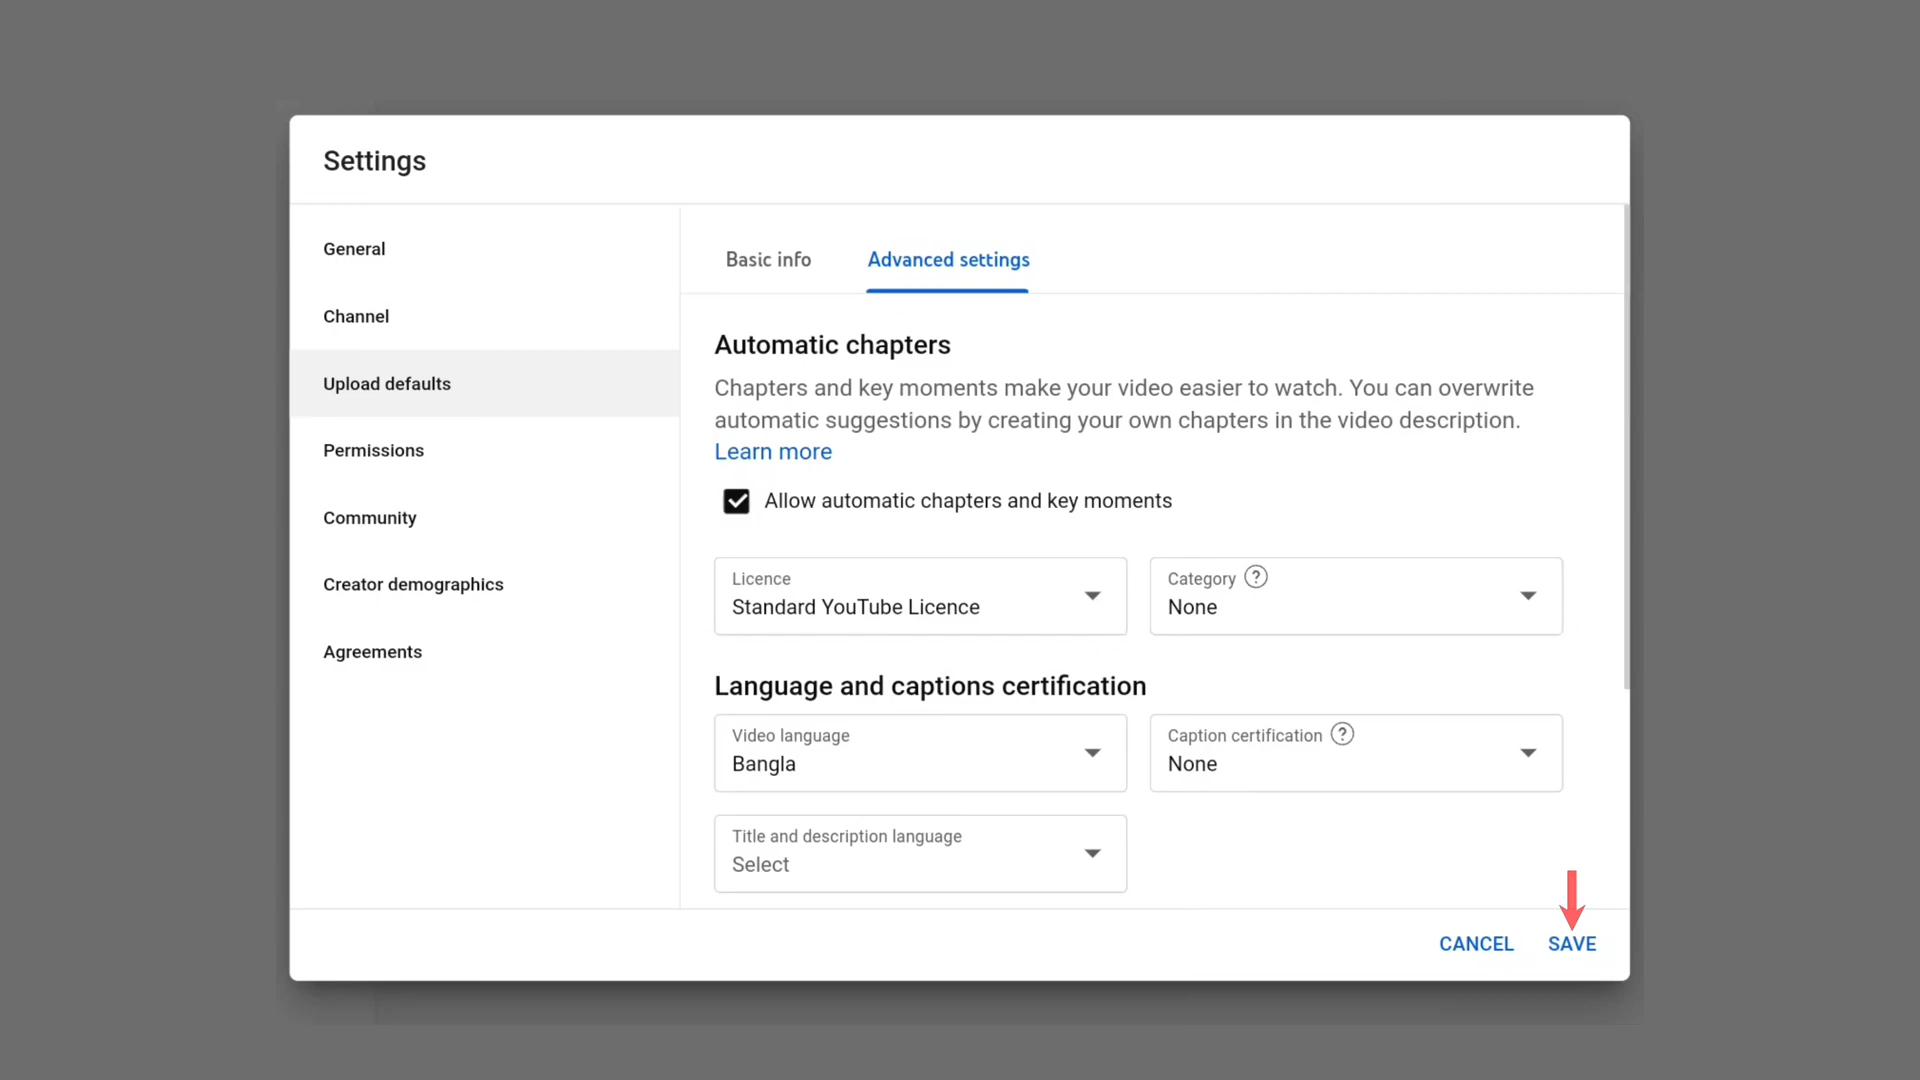 Settings
General
Channel
Upload defaults
Permissions
Community
Creator demographics
Agreements
Basic info
Advanced settings
Automatic chapters
Chapters and key moments make your video easier to watch. You can overwrite
automatic suggestions by creating your own chapters in the video description.
Learn more
Allow automatic chapters and key moments
Licence
Standard YouTube Licence
Category ?
None
Language and captions certification
Video language
Bangla
Caption certification ?
None
Title and description language
Select
CANCEL
SAVE